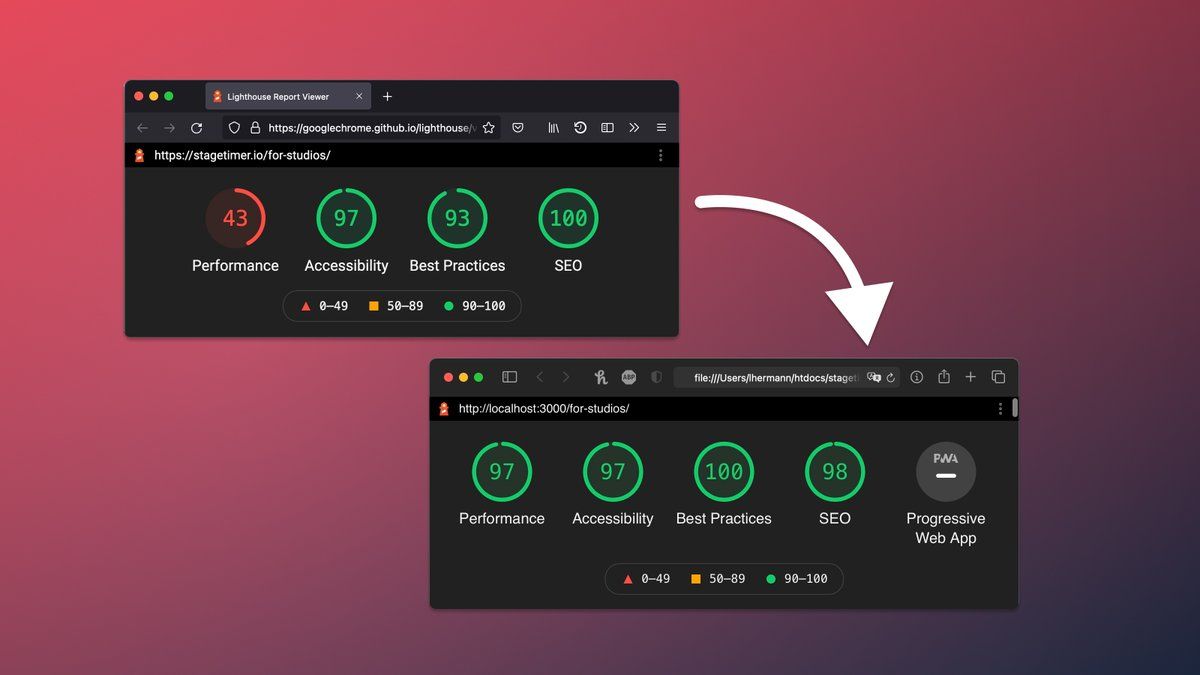 Lighthouse Report Viewer
https://googlechrome.github.io/lighthouse/
https://stagetimer.io/for-studios/
43 97 93 100
Performance Accessibility Best Practices SEO
0–49 50–89 90–100
ABP file:///Users/lhermann/htdocs/staget
http://localhost:3000/for-studios/
97 97 100 98 PWA
Performance Accessibility Best Practices SEO Progressive
Web App
0–49 50–89 90–100